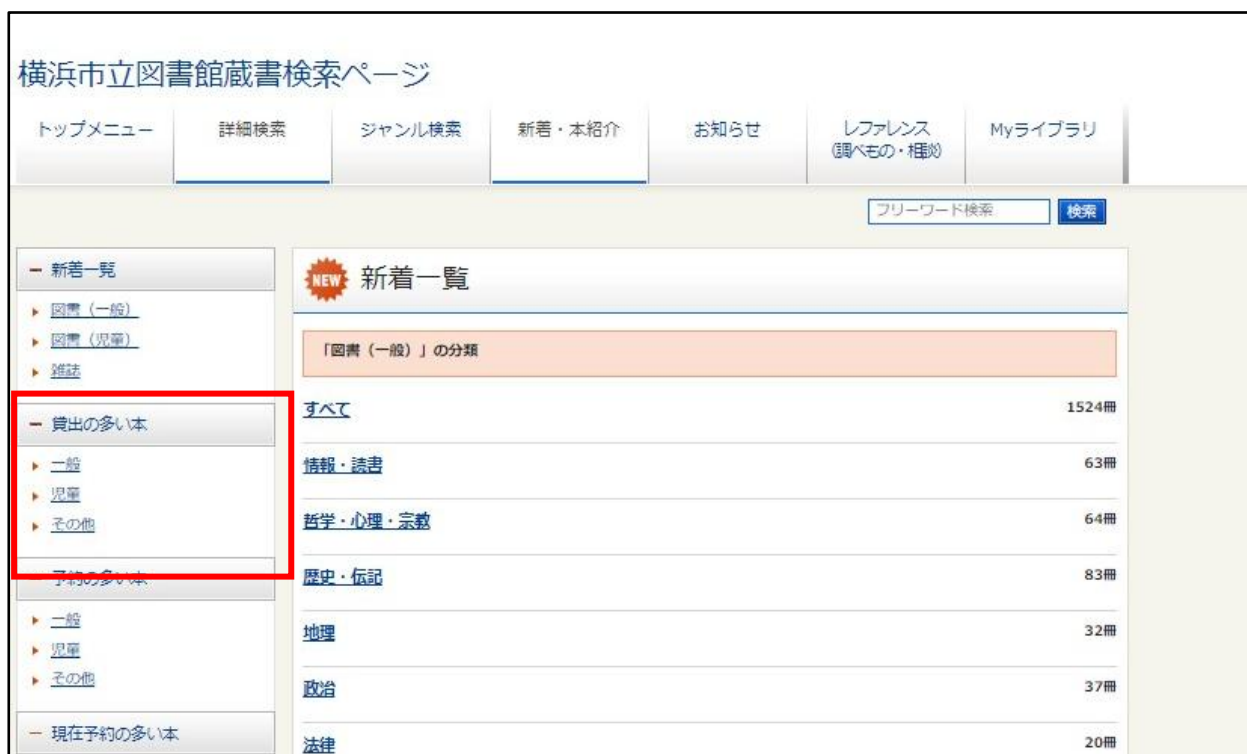 横浜市立図書館蔵書検索ページ
トップメニュー
詳細検索
ジャンル検索
新着・本紹介
お知らせ
レファレンス
(調べもの・相談)
Myライブラリ
フリーワード検索
検索
新着一覧
図書（一般）
図書（児童）
雑誌
貸出の多い本
一般
児童
その他
予約の多い本
一般
児童
その他
現在予約の多い本
NEW 新着一覧
「図書（一般）」の分類
すべて 1524冊
情報・読書 63冊
哲学・心理・宗教 64冊
歴史・伝記 83冊
地理 32冊
政治 37冊
法律 20冊